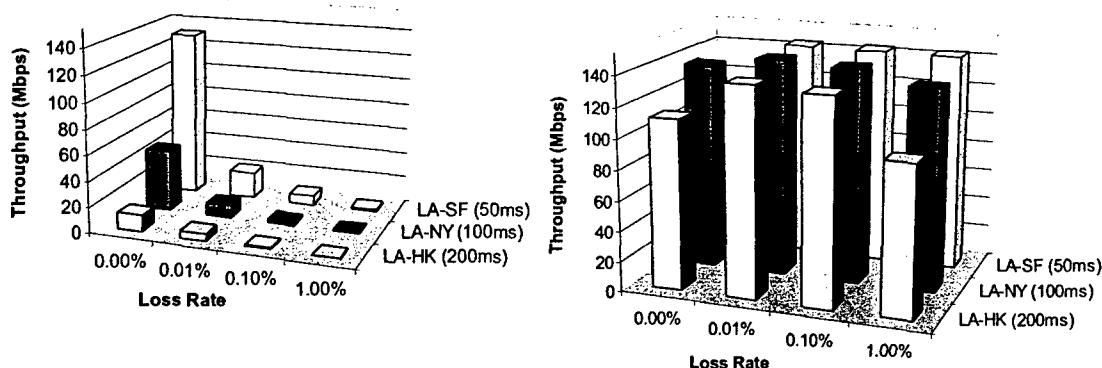 Throughput (Mbps)
140
120
100
80
60
40
20
0
0.00%
0.01%
0.10%
1.00%
Loss Rate
LA-SF (50ms)
LA-NY (100ms)
LA-HK (200ms)
Throughput (Mbps)
140
120
100
80
60
40
20
0
0.00%
0.01%
0.10%
1.00%
Loss Rate
LA-SF (50ms)
LA-NY (100ms)
LA-HK (200ms)